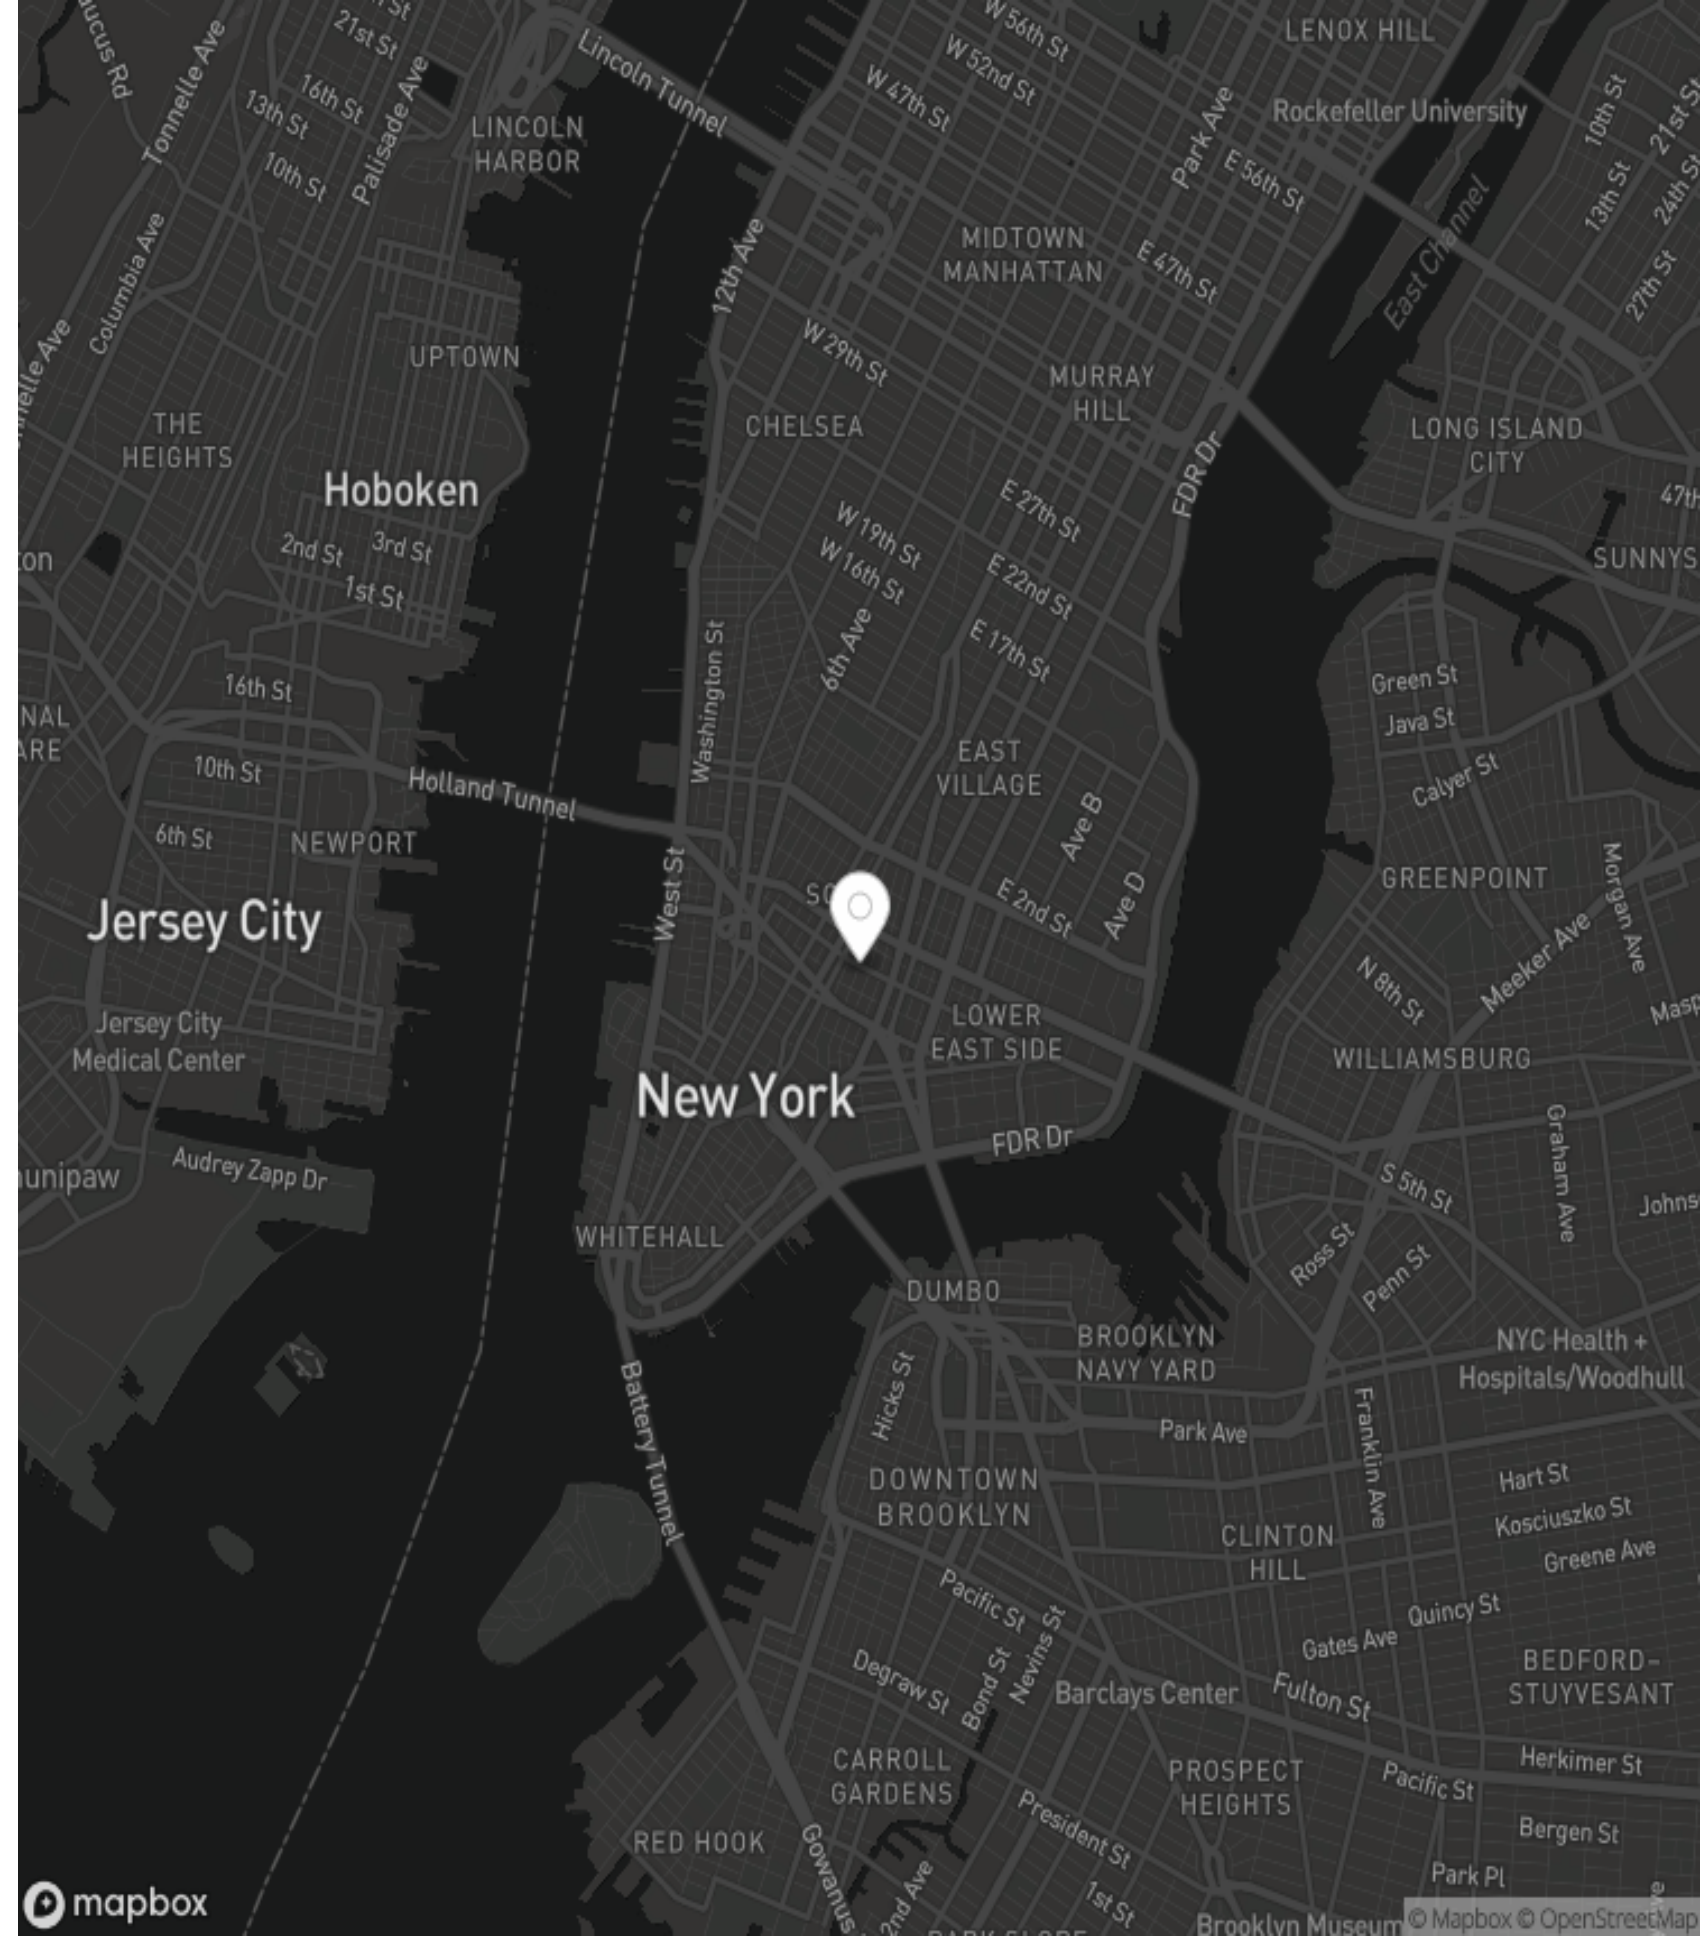 21st St
W 56th St
LENOX HILL
Tonnelle Ave
Lincoln Tunnel
W 52nd St
16th St
Palisade Ave
W 47th St
Park Ave
Rockefeller University
10th St
21st St
13th St
LINCOLN
HARBOR
10th St
E 56th St
13th St
24th St
Columbia Ave
12th Ave
MIDTOWN
MANHATTAN
E 47th St
East Channel
27th St
UPTOWN
W 29th St
MURRAY
HILL
THE
HEIGHTS
CHELSEA
LONG ISLAND
CITY
Hoboken
FDR Dr
E 27th St
47th
2nd St
3rd St
W 19th St
1st St
W 16th St
E 22nd St
SUNNYS
6th Ave
E 17th St
16th St
Washington St
Green St
Java St
10th St
Holland Tunnel
EAST
VILLAGE
Calyer St
6th St
NEWPORT
Ave B
West St
E 2nd St
Ave D
GREENPOINT
Morgan Ave
Jersey City
Meeker Ave
N 8th St
Jersey City
Medical Center
LOWER
EAST SIDE
Masp
WILLIAMSBURG
New York
FDR Dr
Graham Ave
Audrey Zapp Dr
S 5th St
Johns
WHITEHALL
Ross St
Penn St
DUMBO
BROOKLYN
NAVY YARD
NYC Health +
Hospitals/Woodhull
Battery Tunnel
Hicks St
Park Ave
Franklin Ave
DOWNTOWN
BROOKLYN
Hart St
Kosciuszko St
CLINTON
HILL
Greene Ave
Pacific St
Nevins St
Quincy St
Gates Ave
Degraw St
Bond St
Barclays Center
Fulton St
BEDFORD-
STUYVESANT
CARROLL
GARDENS
PROSPECT
HEIGHTS
Herkimer St
Pacific St
RED HOOK
Gowanus
President St
Bergen St
2nd Ave
1st St
Park Pl
mapbox
Brooklyn Museum
© Mapbox © OpenStreetMap